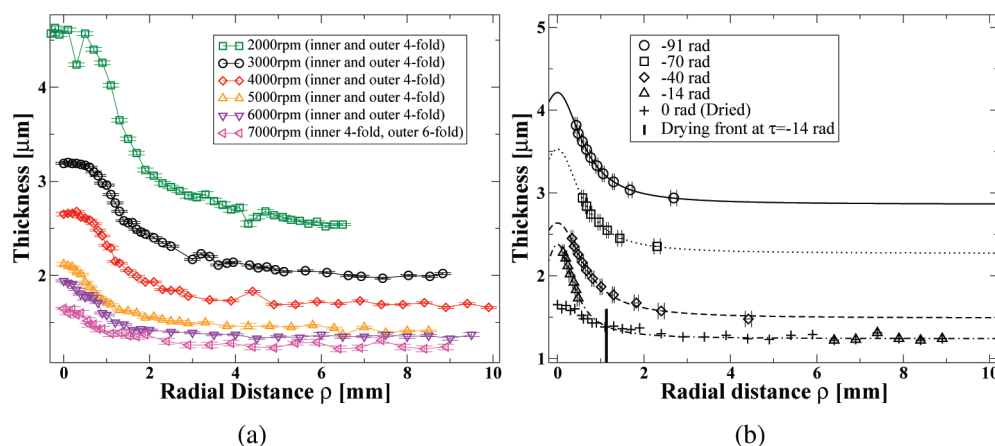 2000rpm (inner and outer 4-fold)
3000rpm (inner and outer 4-fold)
4000rpm (inner and outer 4-fold)
5000rpm (inner and outer 4-fold)
6000rpm (inner and outer 4-fold)
7000rpm (inner 4-fold, outer 6-fold)
Thickness [μm]
4
3
2
0 2 4 6 8 10
Radial Distance ρ [mm]
(a)
-91 rad
-70 rad
-40 rad
-14 rad
0 rad (Dried)
Drying front at τ=-14 rad
Thickness [μm]
5
4
3
2
1
0 2 4 6 8 10
Radial distance ρ [mm]
(b)